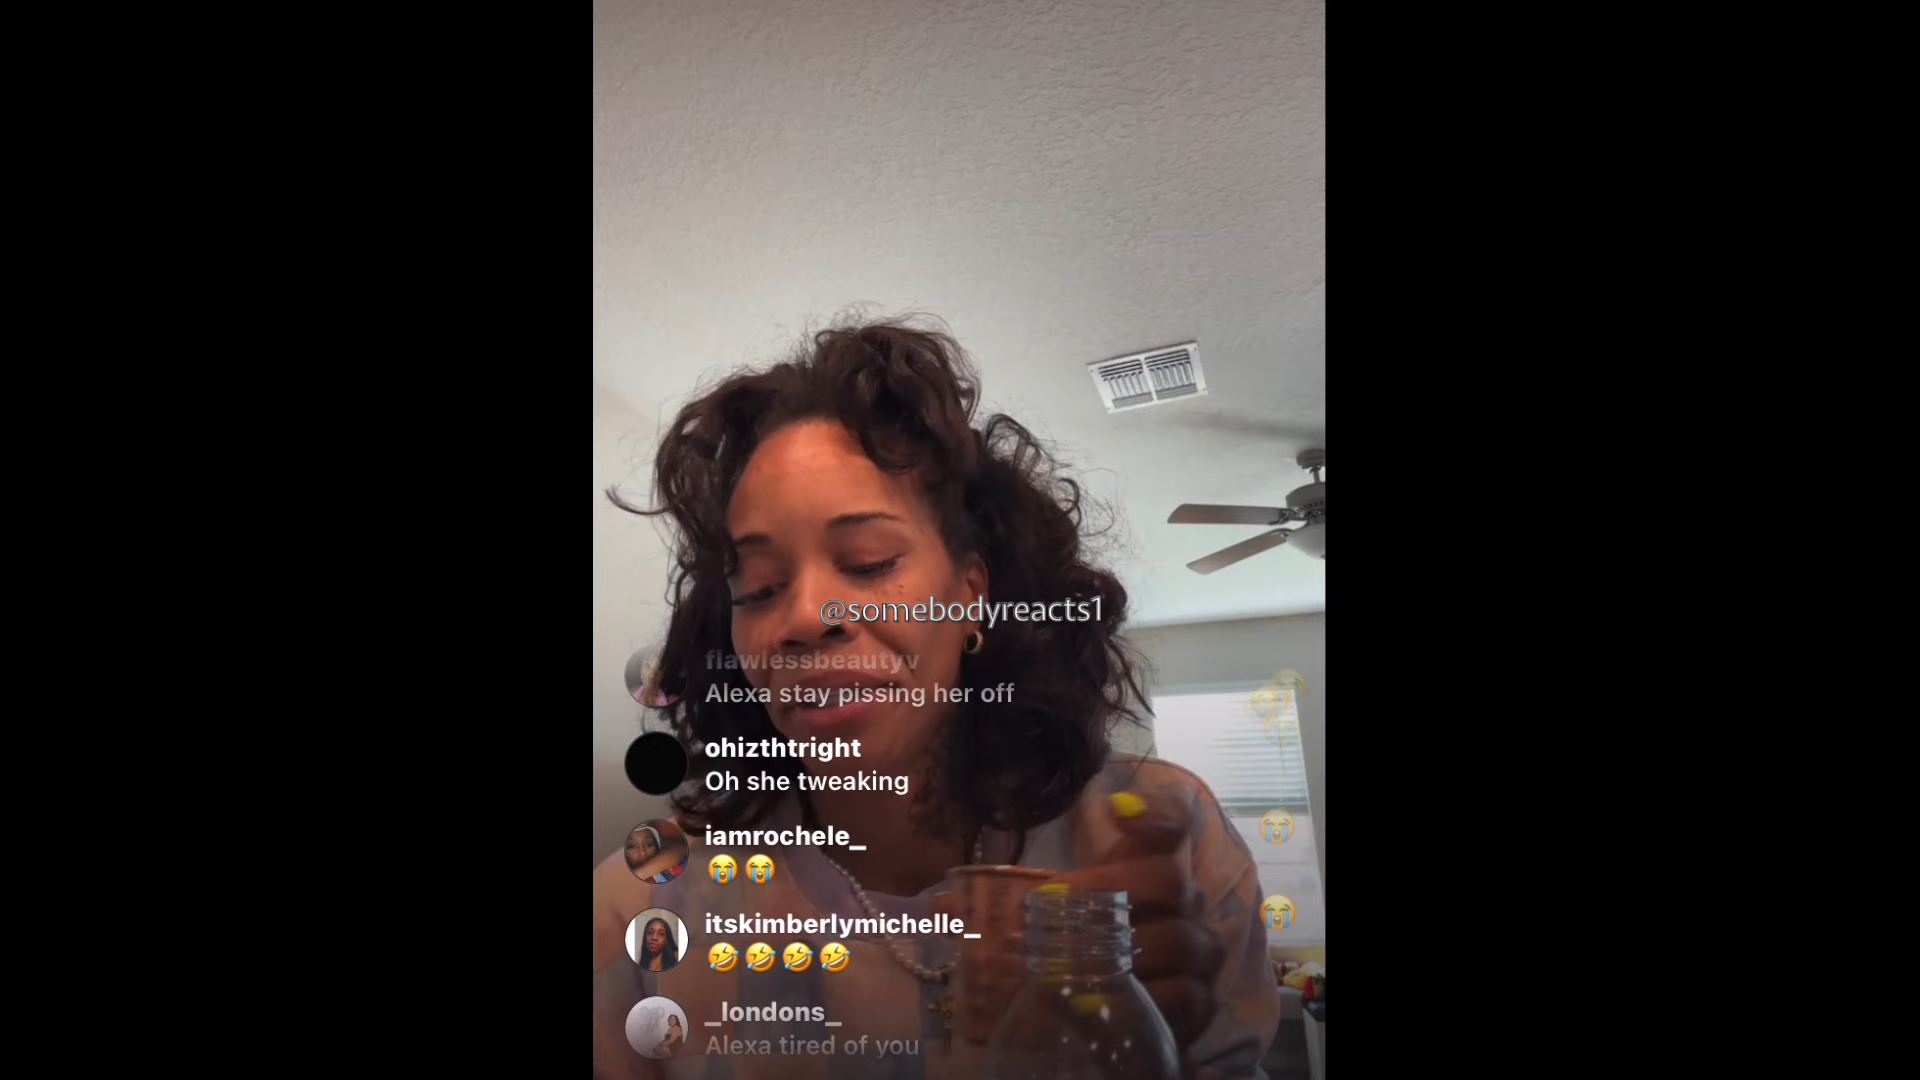 @somebodyreacts1
flawlessbeautyv
Alexa stay pissing her off
ohizthtright
Oh she tweaking
iamrochele_
😭😭
itskimberlymichelle_
🤣🤣🤣🤣
_londons_
Alexa tired of you